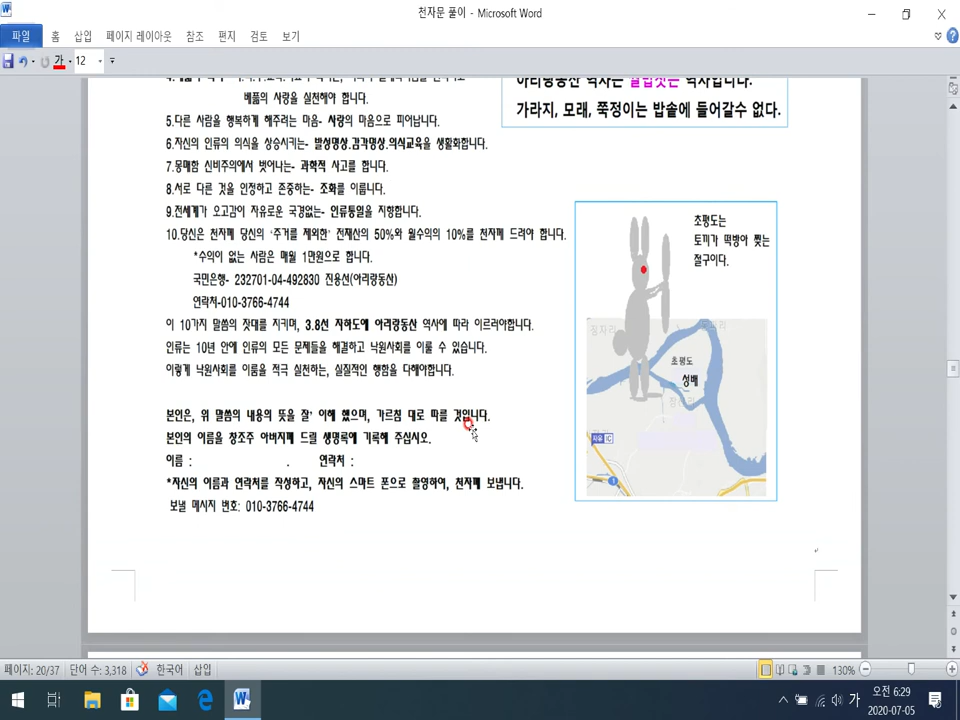 천자문 풀이 - Microsoft Word
파일 홈 삽입 페이지 레이아웃 참조 편지 검토 보기
가 12
베품의 사랑을 실천해야 합니다.
5.다른 사람을 행복하게 해주려는 마음- 사랑의 마음으로 피어납니다.
6.자신의 인류의 의식을 상승시키는- 발성명상.감각명상.의식교육을 생활화합니다.
7.몽매함 신비주의에서 벗어나는- 과학적 사고를 합니다.
8.서로 다른 것을 인정하고 존중하는- 조화를 이룹니다.
9.전세계가 오고감이 자유로운 국경없는- 인류통일을 지향합니다.
10.당신은 천자께 당신의 '주거를 제외한' 전재산의 50%와 월수익의 10%를 천자께 드려야 합니다.
*수익이 없는 사람은 매월 1만원으로 합니다.
국민은행- 232701-04-492830 진용선(아리랑동산)
연락처-010-3766-4744
이 10가지 말씀의 짓대를 지키며, 3.8선 자하도에 아리랑동산 역사에 따라 이르러야합니다.
인류는 10년 안에 인류의 모든 문제들을 해결하고 낙원사회를 이룰 수 있습니다.
이렇게 낙원사회를 이룸을 적극 실천하는, 실질적인 행함을 다해야합니다.
본인은, 위 말씀의 내용의 뜻을 잘' 이해 했으며, 가르침 대로 따를 것입니다.
본인의 이름을 창조주 아버지께 드릴 생명록에 기록해 주십시오.
이름 : . 연락처 :
*자신의 이름과 연락처를 작성하고, 자신의 스마트 폰으로 촬영하여, 천자께 보냅니다.
보낼 메시지 번호: 010-3766-4744
아리랑동산 역사는 알곡짓는 역사입니다.
가라지, 모래, 쭉정이는 밥솥에 들어갈수 없다.
초평도는
토끼가 떡방아 찧는
절구이다.
초평도
성배
자유 IC
1
페이지: 20/37 단어 수: 3,318 한국어 삽입 130%
가 오전 6:29
2020-07-05